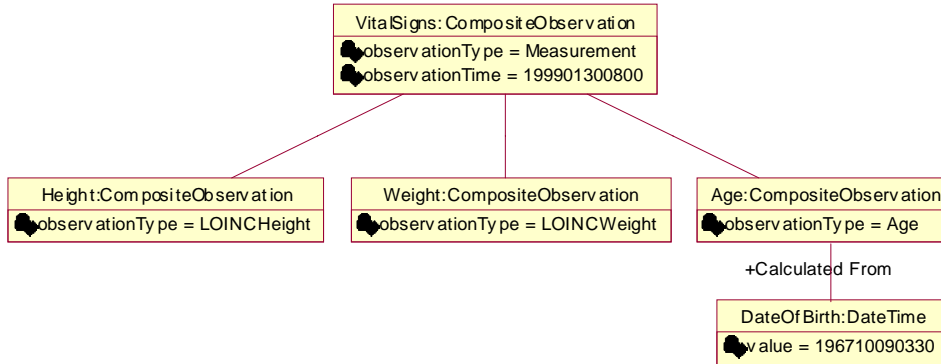 VitalSigns:CompositeObservation
observationType = Measurement
observationTime = 199901300800
Height:CompositeObservation
observationType = LOINCHeight
Weight:CompositeObservation
observationType = LOINCWeight
Age:CompositeObservation
observationType = Age
+Calculated From
DateOfBirth:DateTime
value = 196710090330